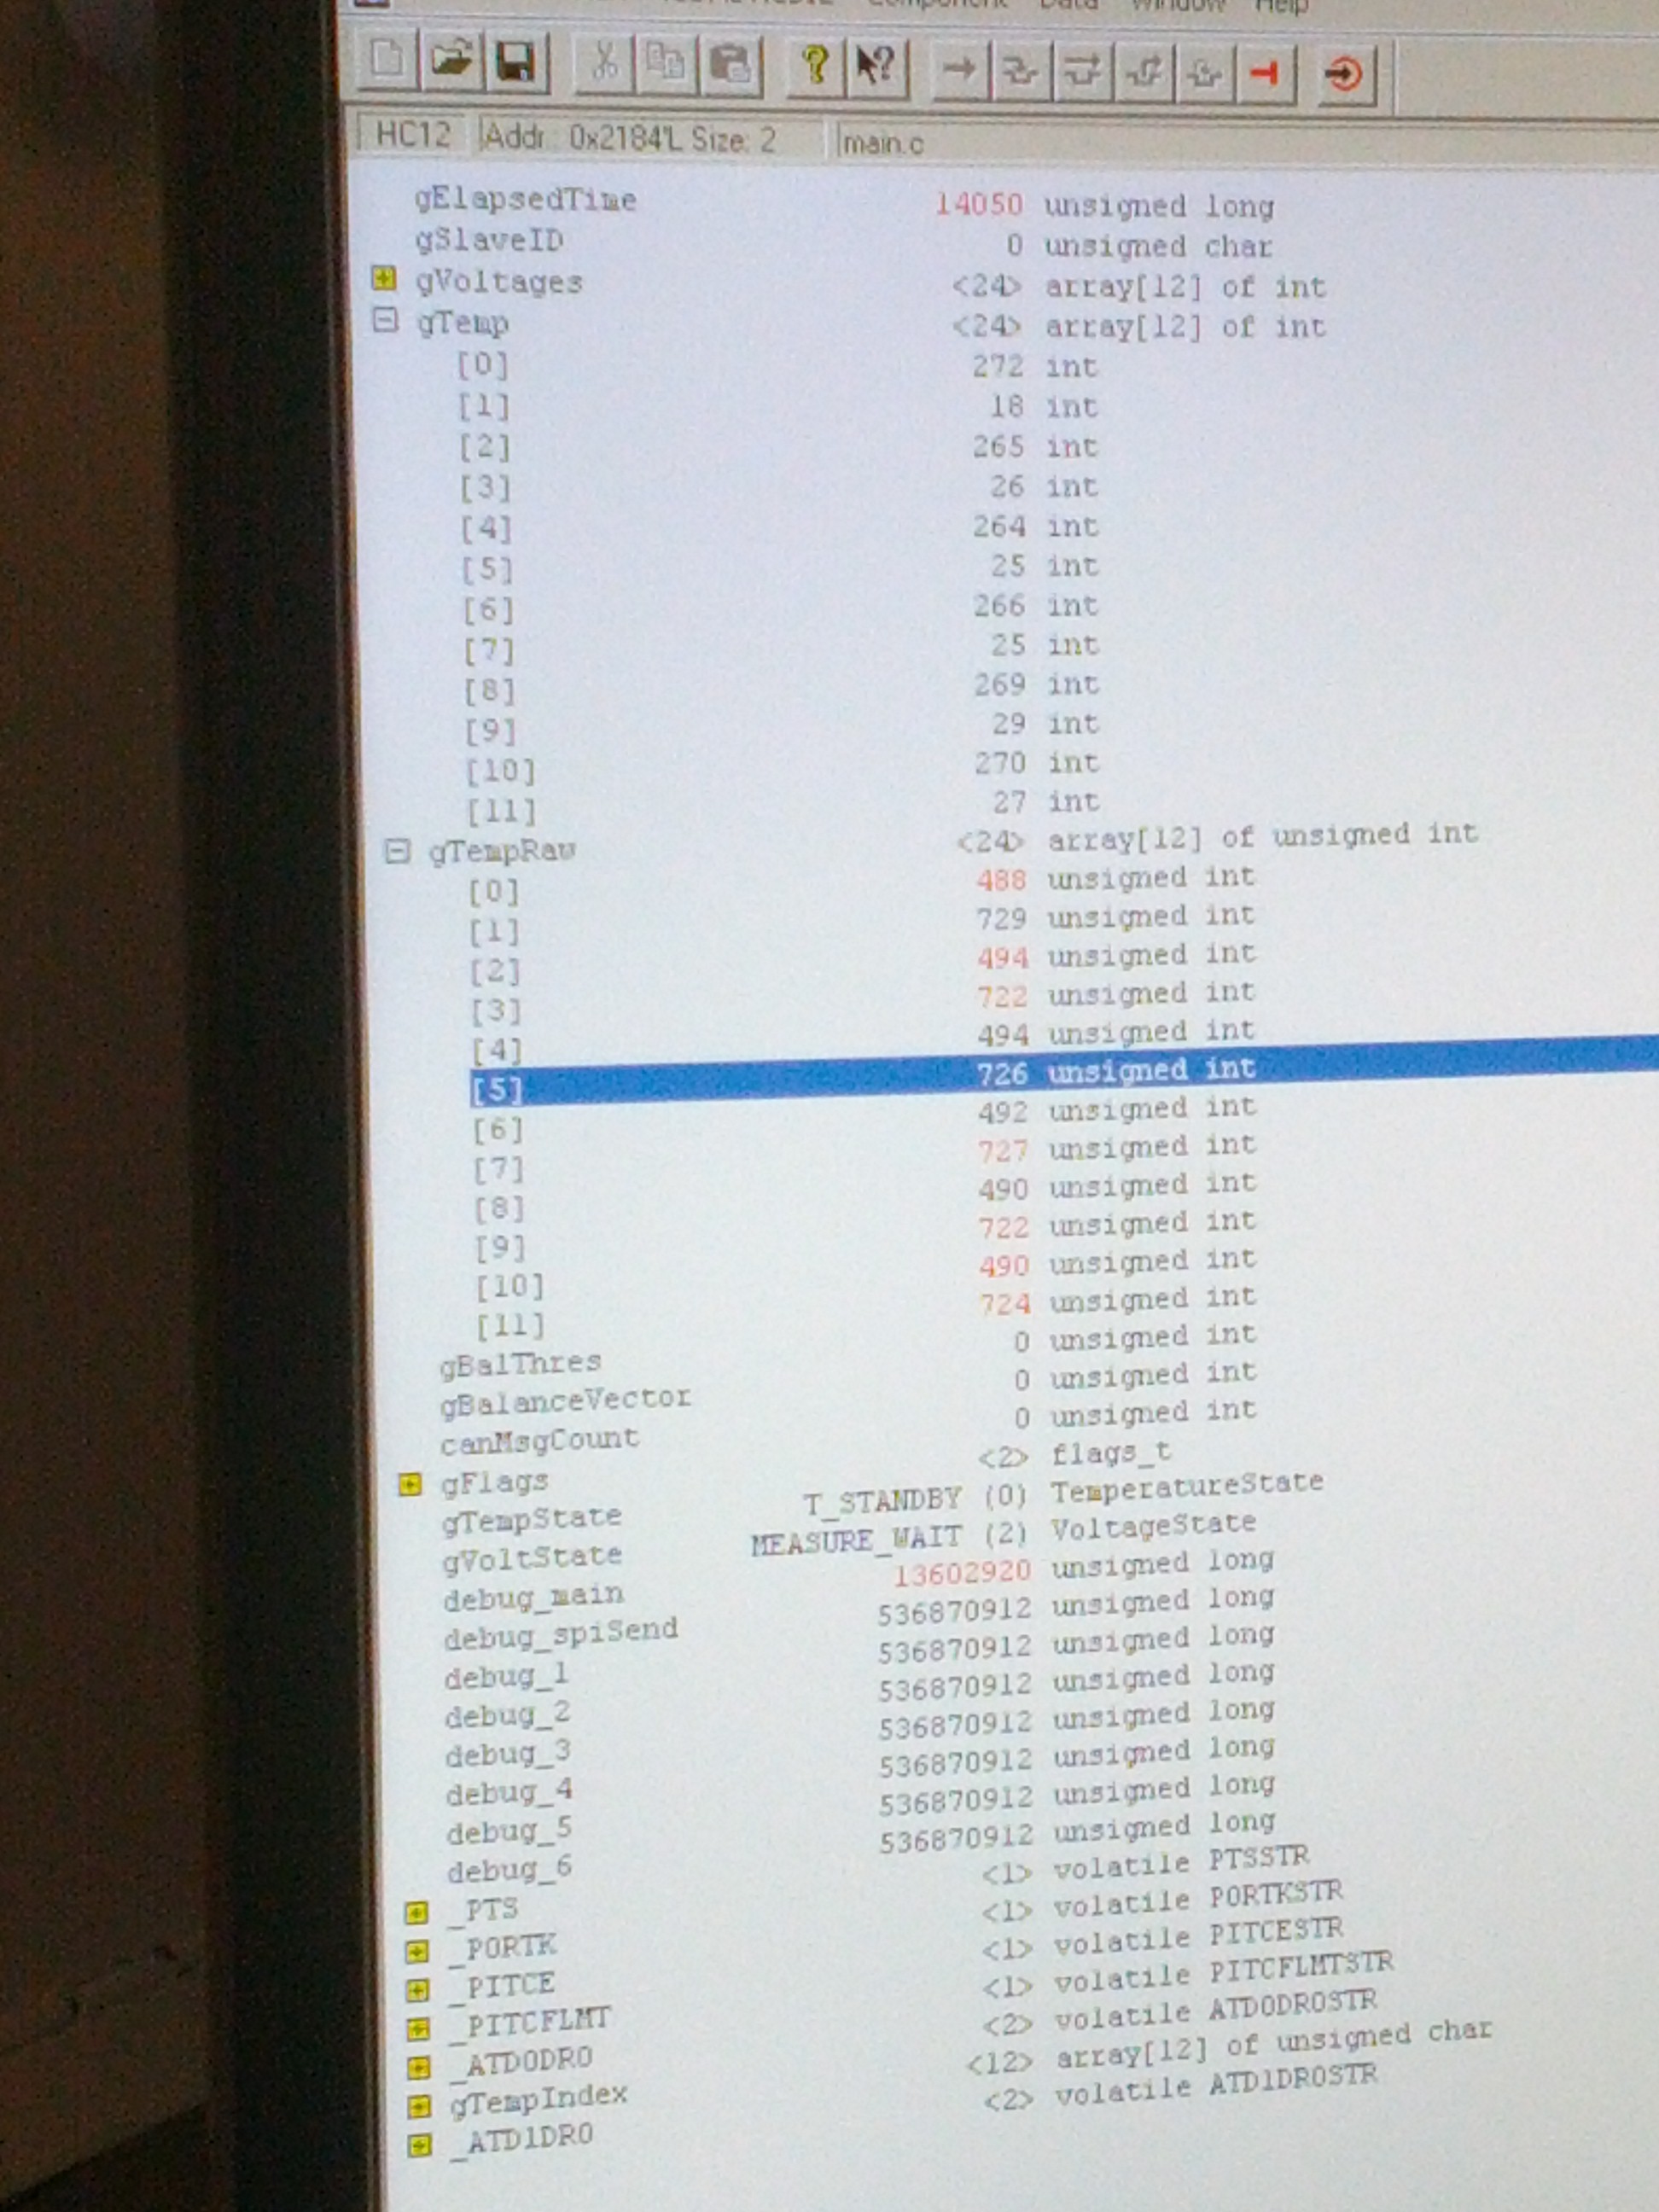 Component Data Window Help
HC12 Addr: 0x2184'L Size: 2 main.c
gElapsedTime 14050 unsigned long
gSlaveID 0 unsigned char
gVoltages <24> array[12] of int
gTemp <24> array[12] of int
[0] 272 int
[1] 18 int
[2] 265 int
[3] 26 int
[4] 264 int
[5] 25 int
[6] 266 int
[7] 25 int
[8] 269 int
[9] 29 int
[10] 270 int
[11] 27 int
gTempRaw <24> array[12] of unsigned int
[0] 488 unsigned int
[1] 729 unsigned int
[2] 494 unsigned int
[3] 722 unsigned int
[4] 494 unsigned int
[5] 726 unsigned int
[6] 492 unsigned int
[7] 727 unsigned int
[8] 490 unsigned int
[9] 722 unsigned int
[10] 490 unsigned int
[11] 724 unsigned int
gBalThres 0 unsigned int
gBalanceVector 0 unsigned int
canMsgCount 0 unsigned int
gFlags <2> flags_t
gTempState T_STANDBY (0) TemperatureState
gVoltState MEASURE_WAIT (2) VoltageState
debug_main 13602920 unsigned long
debug_spiSend 536870912 unsigned long
debug_1 536870912 unsigned long
debug_2 536870912 unsigned long
debug_3 536870912 unsigned long
debug_4 536870912 unsigned long
debug_5 536870912 unsigned long
debug_6 536870912 unsigned long
_PTS <1> volatile PTSSTR
_PORTK <1> volatile PORTKSTR
_PITCE <1> volatile PITCESTR
_PITCFLMT <1> volatile PITCFLMTSTR
_ATD0DR0 <2> volatile ATD0DR0STR
gTempIndex <12> array[12] of unsigned char
_ATD1DR0 <2> volatile ATD1DR0STR